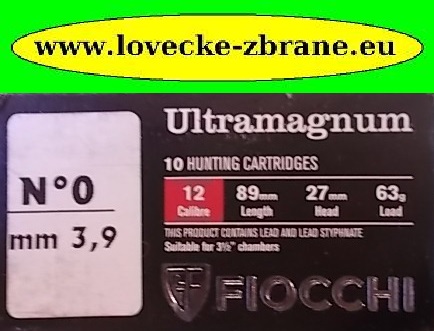 www.lovecke-zbrane.eu
Ultramagnum
10 HUNTING CARTRIDGES
N°0
mm 3,9
12 89mm 27mm 63g
Calibre Length Head Load
THIS PRODUCT CONTAINS LEAD AND LEAD STYPHNATE
Suitable for 3½" chambers
FIOCCHI